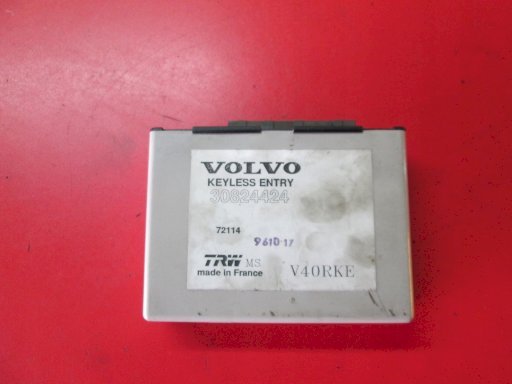 VOLVO
KEYLESS ENTRY
30824424
72114
961017
TRW MS
made in France
V40RKE